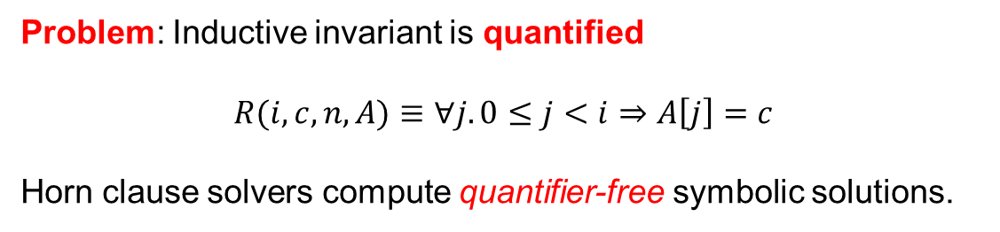 Problem: Inductive invariant is quantified
R(i, c, n, A) ≡ ∀j. 0 ≤ j < i ⇒ A[j] = c
Horn clause solvers compute quantifier-free symbolic solutions.